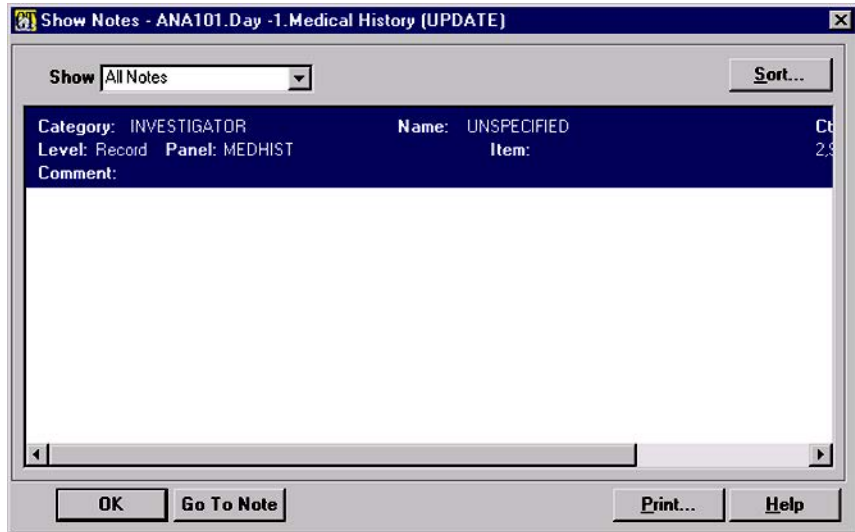 Show Notes - ANA101.Day -1.Medical History (UPDATE)
Show All Notes Sort...
Category: INVESTIGATOR Name: UNSPECIFIED
Level: Record Panel: MEDHIST Item:
Comment:
OK Go To Note Print... Help